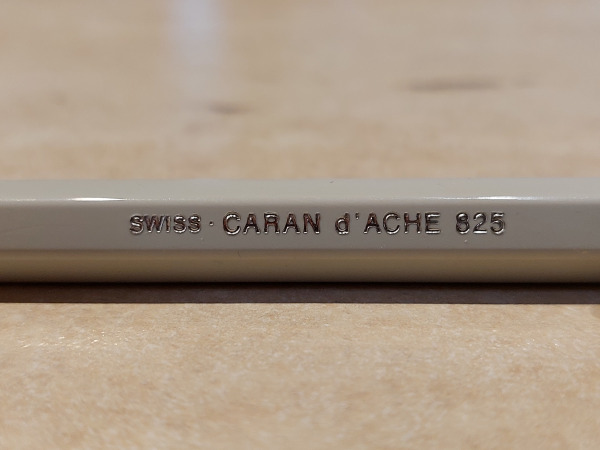 SWISS · CARAN d'ACHE 825